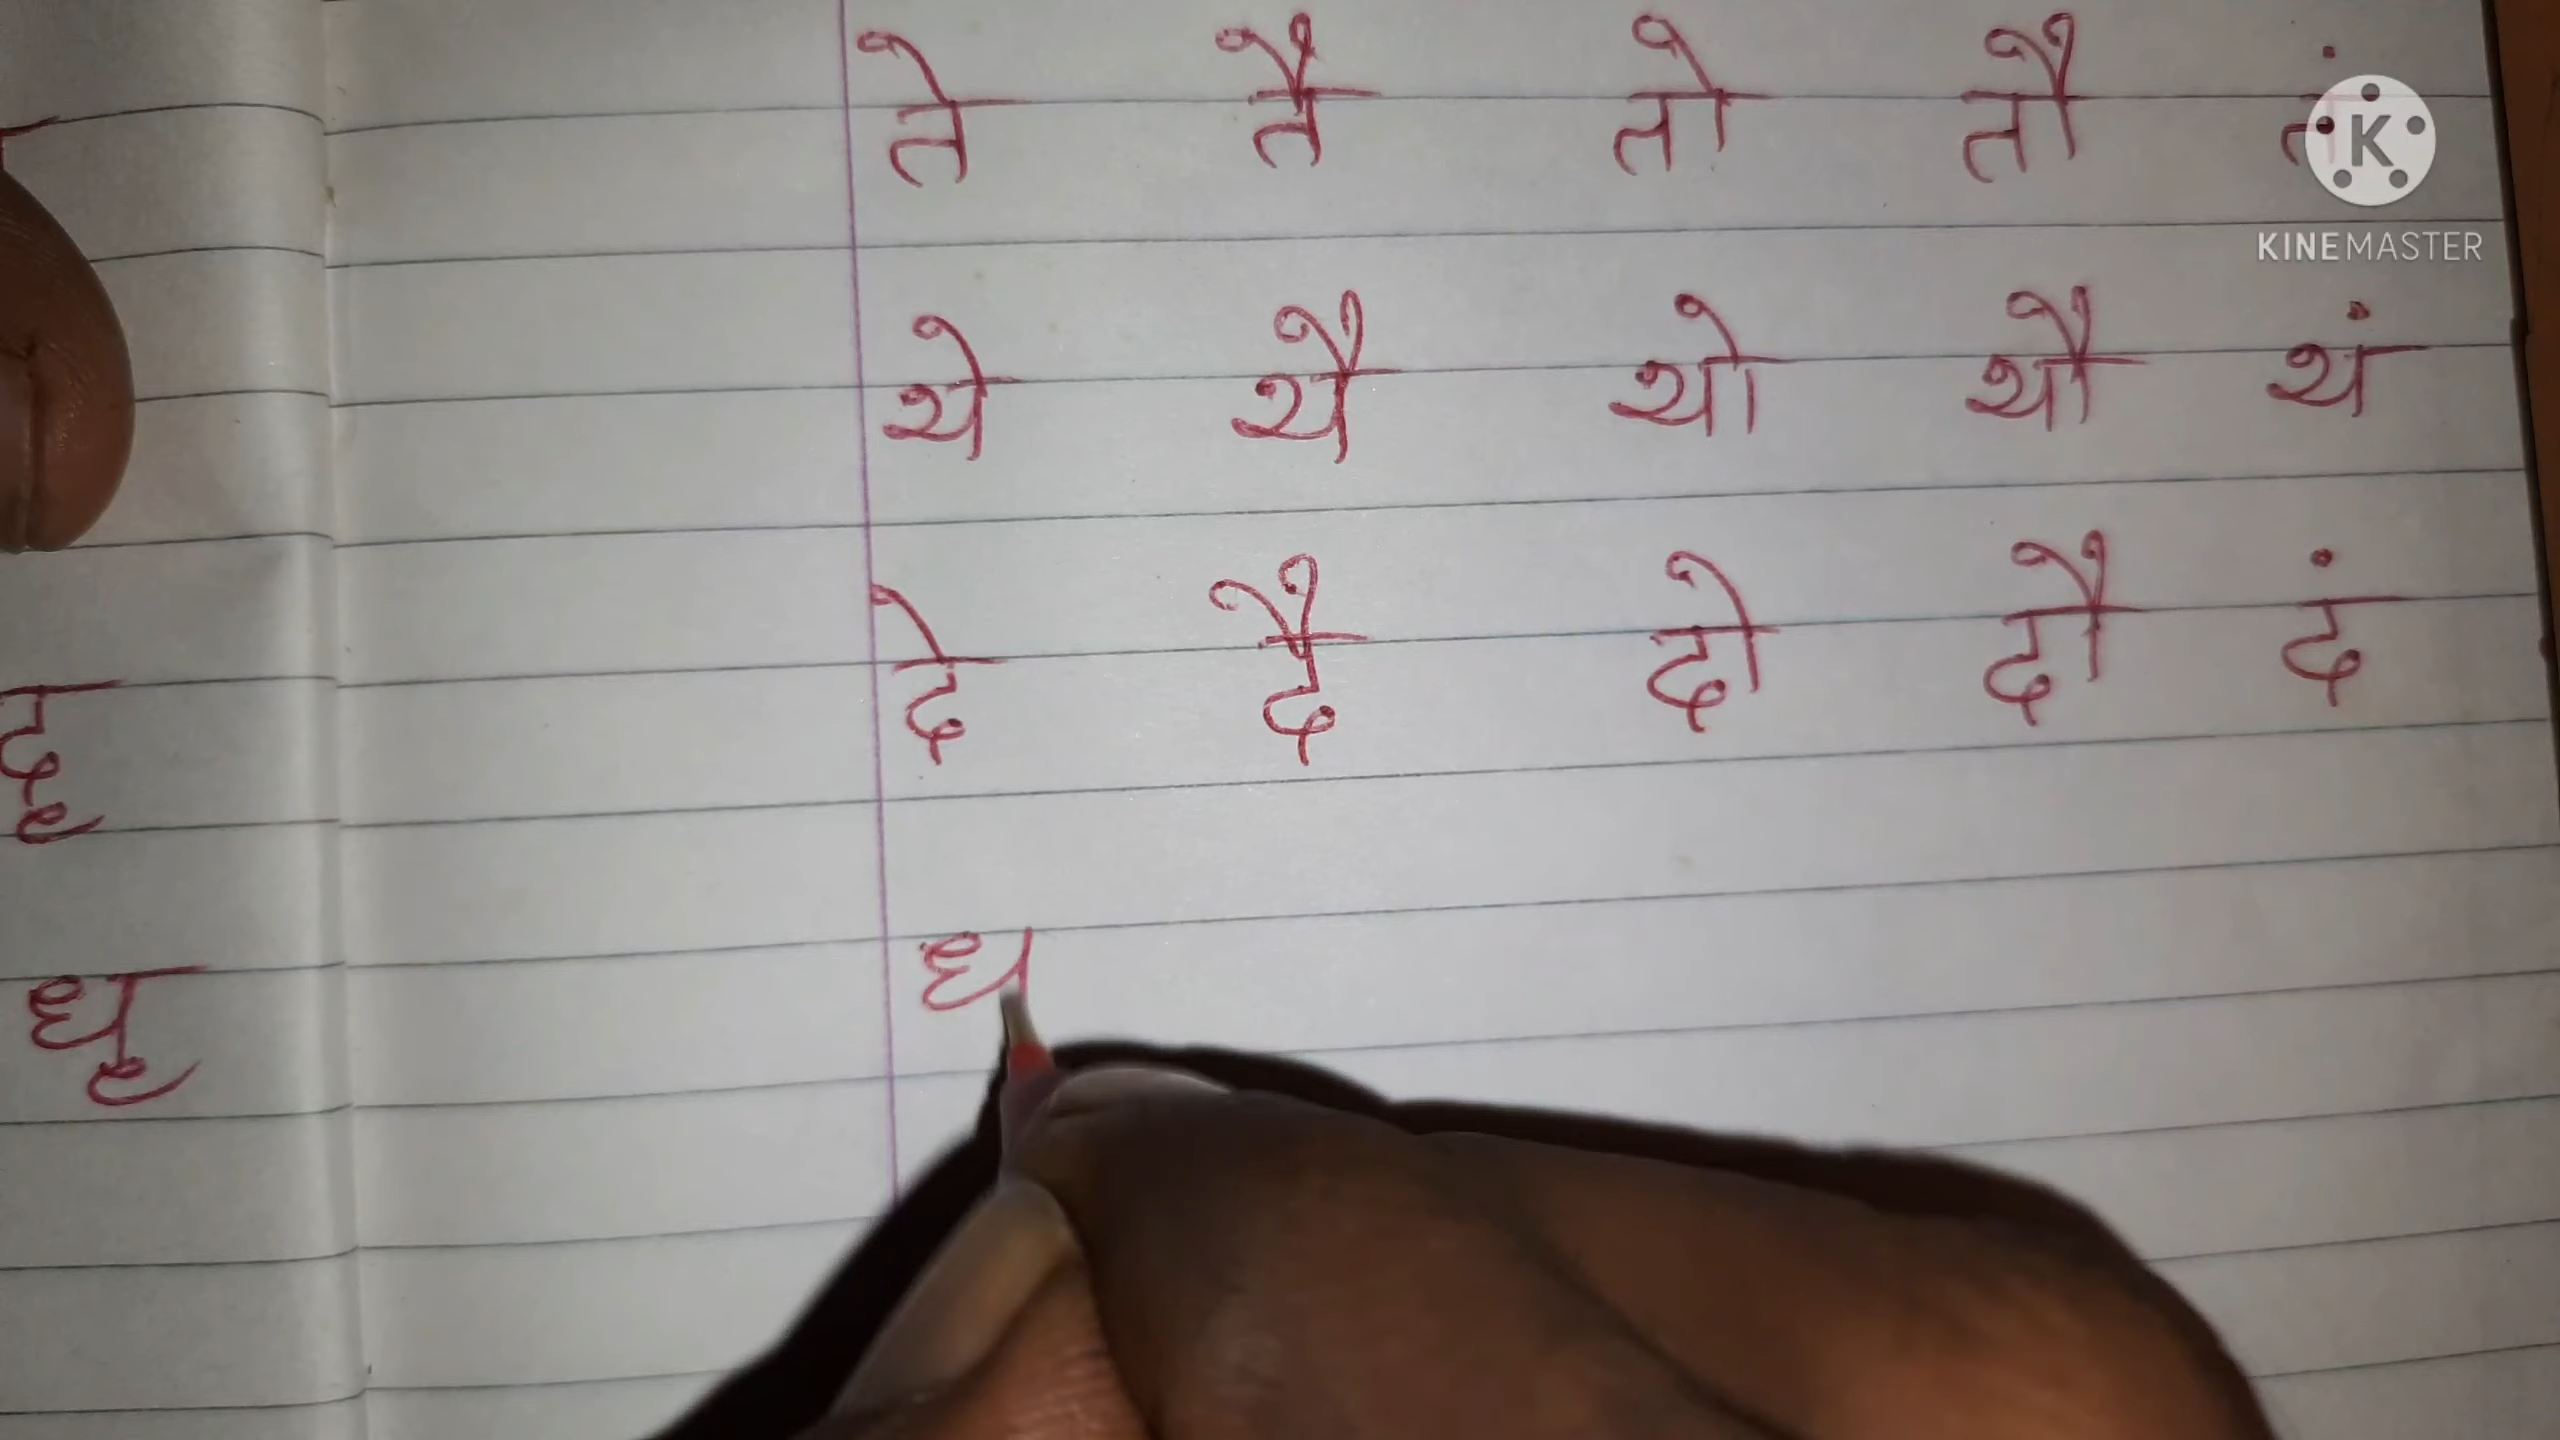 ते तै तो तौ तं
KINEMASTER
थे थै थो थौ थं
दे दै दो दौ दं
दृ
धृ ध